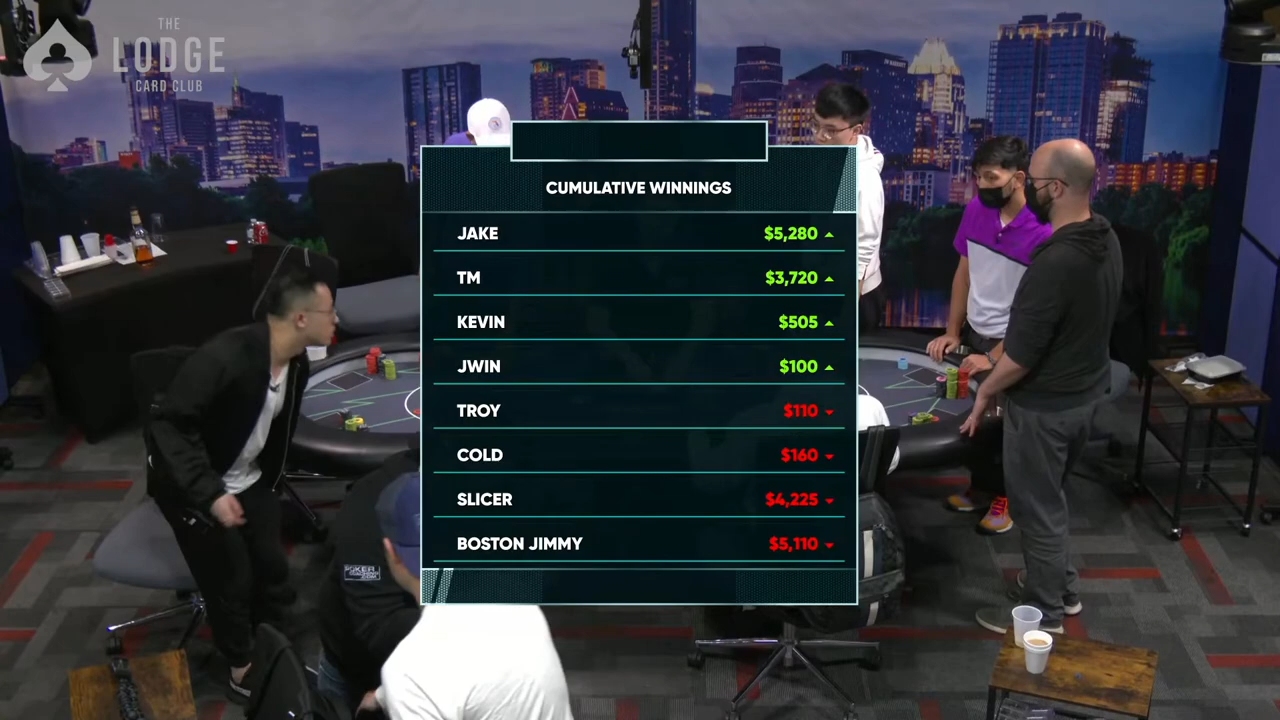 THE
LODGE
CARD CLUB
CUMULATIVE WINNINGS
JAKE $5,280
TM $3,720
KEVIN $505
JWIN $100
TROY $110
COLD $160
SLICER $4,225
BOSTON JIMMY $5,110
POKER